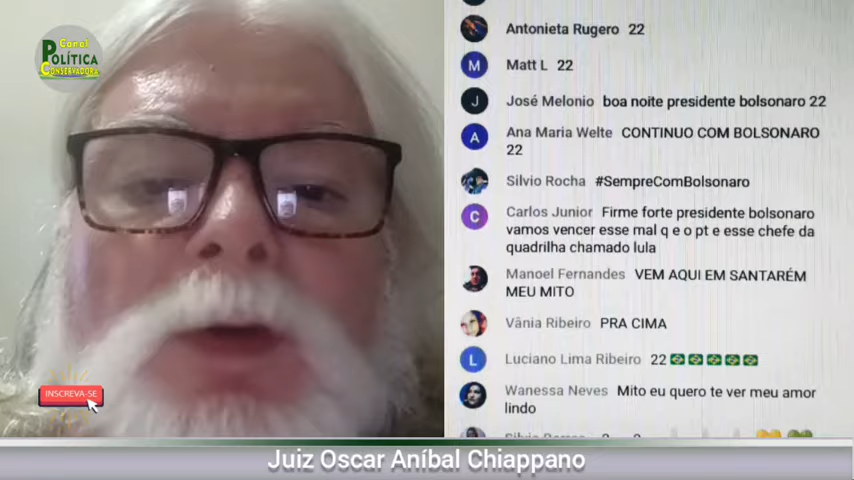 Canal
POLÍTICA
CONSERVADORA
Antonieta Rugero 22
M Matt L 22
J José Melonio boa noite presidente bolsonaro 22
A Ana Maria Welte CONTINUO COM BOLSONARO
22
Silvio Rocha #SempreComBolsonaro
C Carlos Junior Firme forte presidente bolsonaro
vamos vencer esse mal q e o pt e esse chefe da
quadrilha chamado lula
Manoel Fernandes VEM AQUI EM SANTARÉM
MEU MITO
Vânia Ribeiro PRA CIMA
L Luciano Lima Ribeiro 22 🇧🇷🇧🇷🇧🇷🇧🇷🇧🇷
Wanessa Neves Mito eu quero te ver meu amor
lindo
INSCREVA-SE
Juiz Oscar Aníbal Chiappano